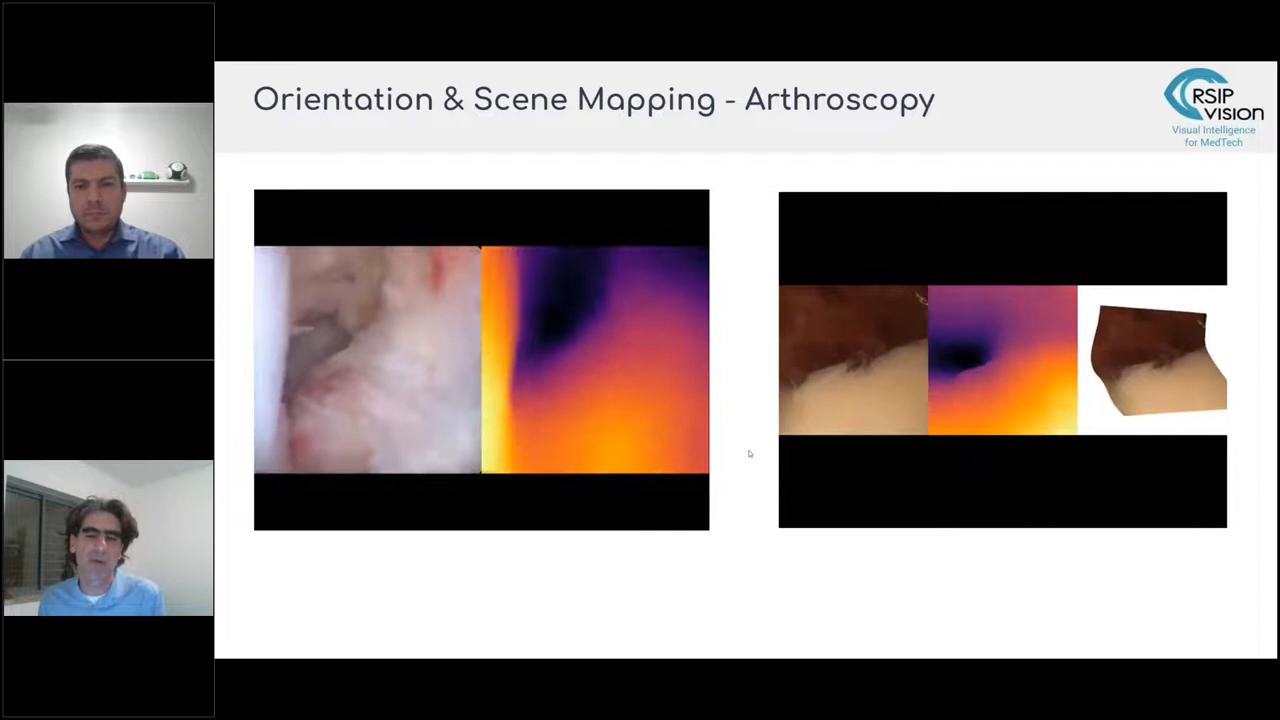 Orientation & Scene Mapping - Arthroscopy
RSIP
vision
Visual Intelligence
for MedTech